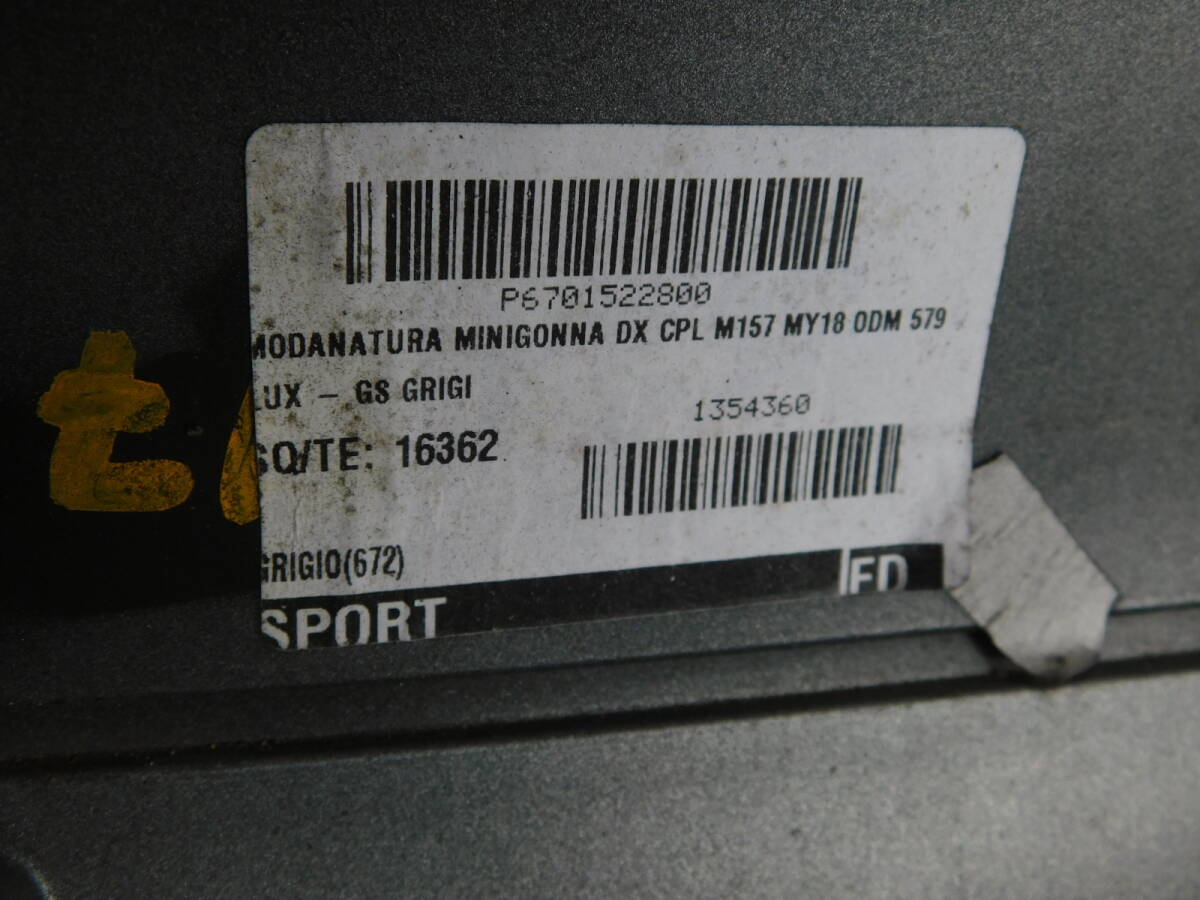 P6701522800
MODANATURA MINIGONNA DX CPL M157 MY18 ODM 579
LUX - GS GRIGI
1354360
SQ/TE: 16362
GRIGIO(672)
SPORT